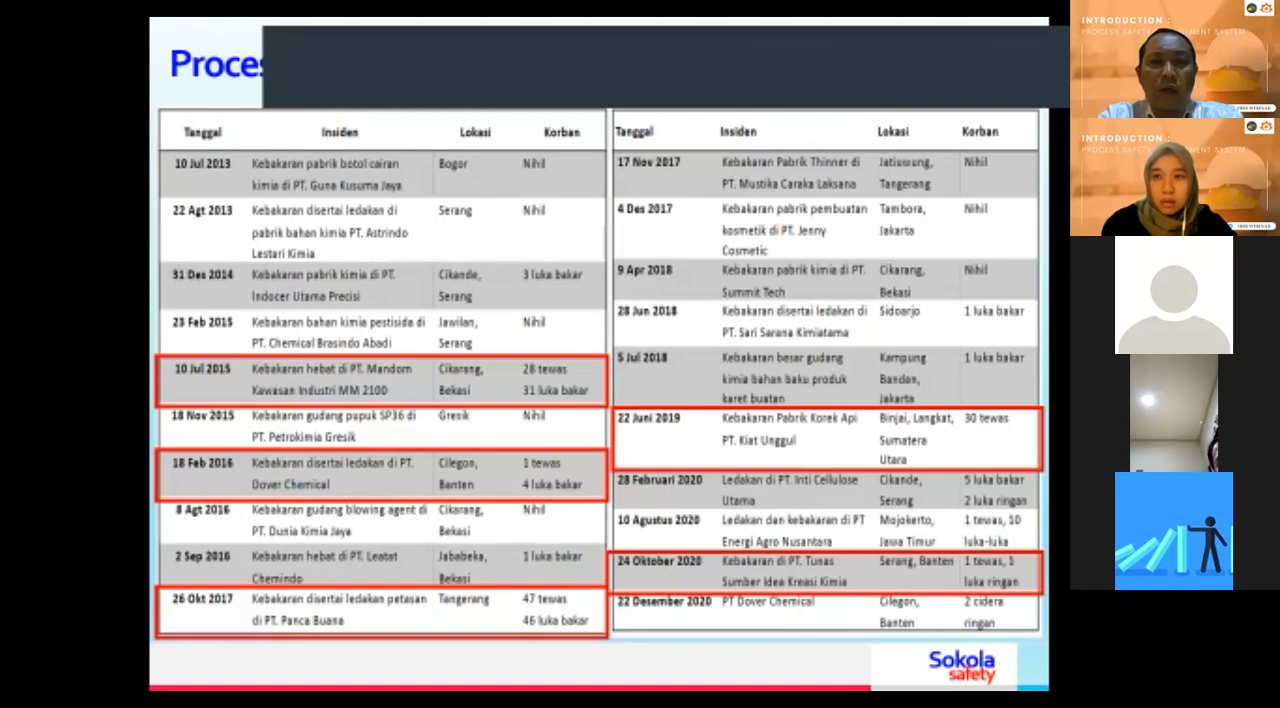 Proces
Tanggal Insiden Lokasi Korban
10 Jul 2013 Kebakaran pabrik botol cairan Bogor Nihil
kimia di PT. Guna Kusuma Jaya
22 Agt 2013 Kebakaran disertai ledakan di Serang Nihil
pabrik bahan kimia PT. Astrindo
Lestari Kimia
31 Des 2014 Kebakaran pabrik kimia di PT. Cikande, 3 luka bakar
Indocer Utama Precisi Serang
23 Feb 2015 Kebakaran bahan kimia pestisida di Jawilan, Nihil
PT. Chemical Brasindo Abadi Serang
10 Jul 2015 Kebakaran hebat di PT. Mandom Cikarang, 28 tewas
Kawasan Industri MM 2100 Bekasi 31 luka bakar
18 Nov 2015 Kebakaran gudang pupuk SP36 di Gresik Nihil
PT. Petrokimia Gresik
18 Feb 2016 Kebakaran disertai ledakan di PT. Cilegon, 1 tewas
Dover Chemical Banten 4 luka bakar
8 Agt 2016 Kebakaran gudang blowing agent di Cikarang, Nihil
PT. Dunia Kimia Jaya Bekasi
2 Sep 2016 Kebakaran hebat di PT. Leatat Jababeka, 1 luka bakar
Chemindo Bekasi
26 Okt 2017 Kebakaran disertai ledakan petasan Tangerang 47 tewas
di PT. Panca Buana 46 luka bakar
Tanggal Insiden Lokasi Korban
17 Nov 2017 Kebakaran Pabrik Thinner di Jatiuwung, Nihil
PT. Mustika Caraka Laksana Tangerang
4 Des 2017 Kebakaran pabrik pembuatan Tambora, Nihil
kosmetik di PT. Jenny Jakarta
Cosmetic
9 Apr 2018 Kebakaran pabrik kimia di PT. Cikarang, Nihil
Summit Tech Bekasi
28 Jun 2018 Kebakaran disertai ledakan di Sidoarjo 1 luka bakar
PT. Sari Sarana Kimiatama
5 Jul 2018 Kebakaran besar gudang Kampung 1 luka bakar
kimia bahan baku produk Bandan,
karet buatan Jakarta
22 Juni 2019 Kebakaran Pabrik Korek Api Binjai, Langkat, 30 tewas
PT. Kiat Unggul Sumatera
Utara
28 Februari 2020 Ledakan di PT. Inti Cellulose Cikande, 5 luka bakar
Utama Serang 2 luka ringan
10 Agustus 2020 Ledakan dan kebakaran di PT Mojokerto, 1 tewas, 10
Energi Agro Nusantara Jawa Timur luka-luka
24 Oktober 2020 Kebakaran di PT. Tunas Serang, Banten 1 tewas, 5
Sumber Idea Kreasi Kimia luka ringan
22 Desember 2020 PT Dover Chemical Cilegon, 2 cidera
Banten ringan
Sokola
safety
INTRODUCTION :
PROCESS SAFETY MANAGEMENT SYSTEM
FREE WEBINAR
INTRODUCTION :
PROCESS SAFETY MANAGEMENT SYSTEM
FREE WEBINAR